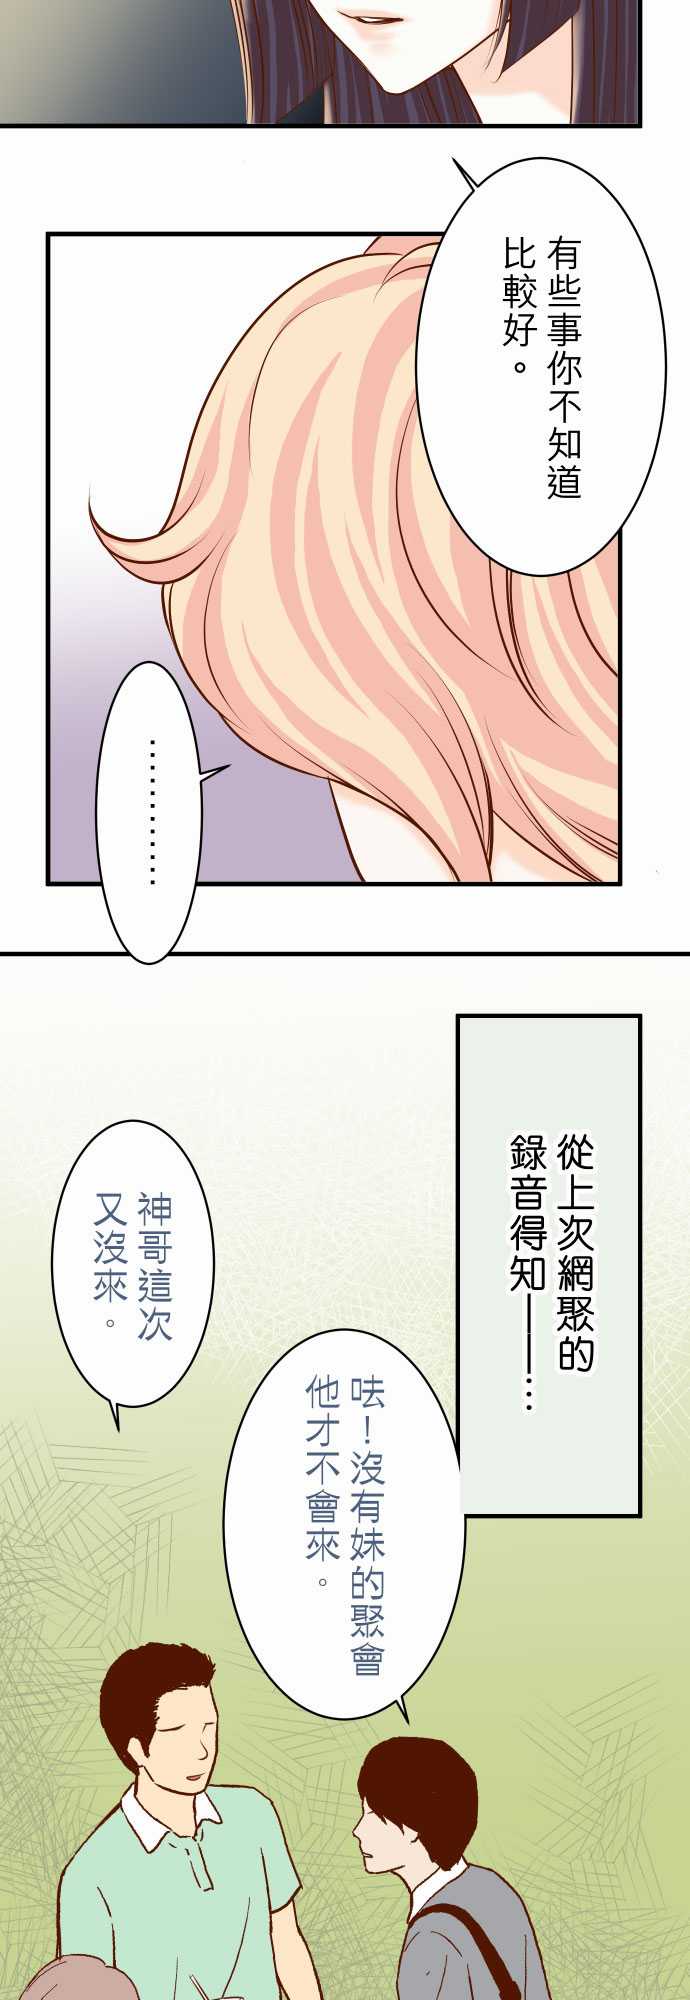 有些事你不知道
比較好。
…………
從上次網聚的
錄音得知——…
神哥這次
又沒來。
呿！沒有妹的聚會
他才不會來。